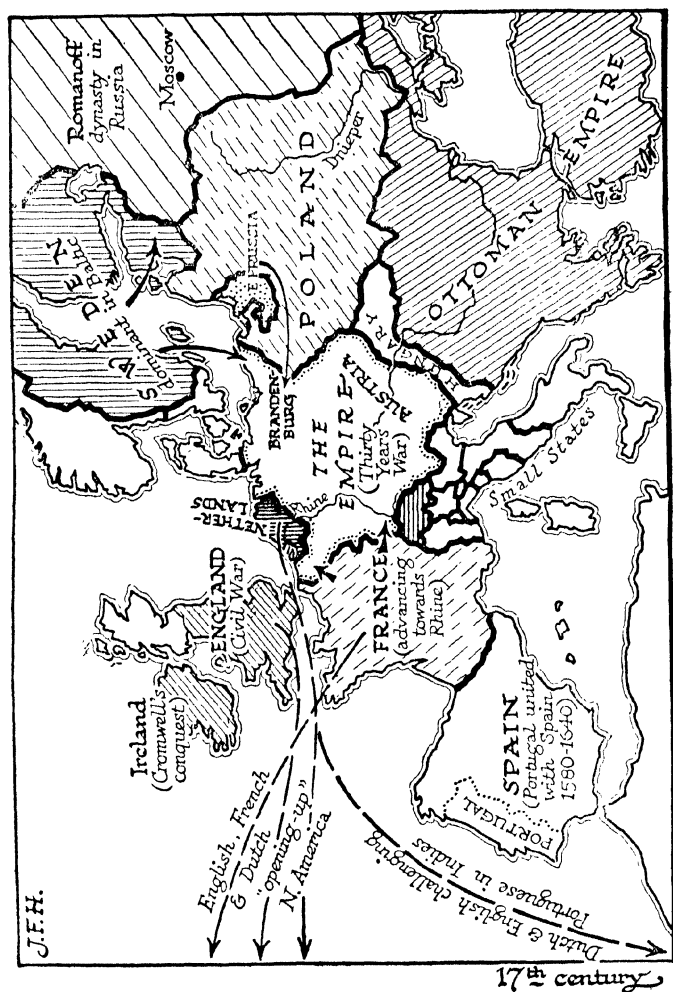 J.F.H.
Romanoff
dynasty in
Russia
Moscow
SWEDEN
dominant in Baltic
E. PRUSSIA
POLAND
Dnieper
BRANDEN
BURG
NETHER-
LANDS
Rhine
THE
EMPIRE
(Thirty
Years
War)
AUSTRIA
HUNGARY
OTTOMAN
EMPIRE
VENICE
Small States
Ireland
(Cromwell's
conquest)
ENGLAND
(Civil War)
FRANCE
(advancing
towards
Rhine)
SPAIN
(Portugal united
with Spain
1580-1640)
PORTUGAL
English, French
& Dutch
"opening-up"
N. America
Dutch & English challenging
Portuguese in Indies
17th century